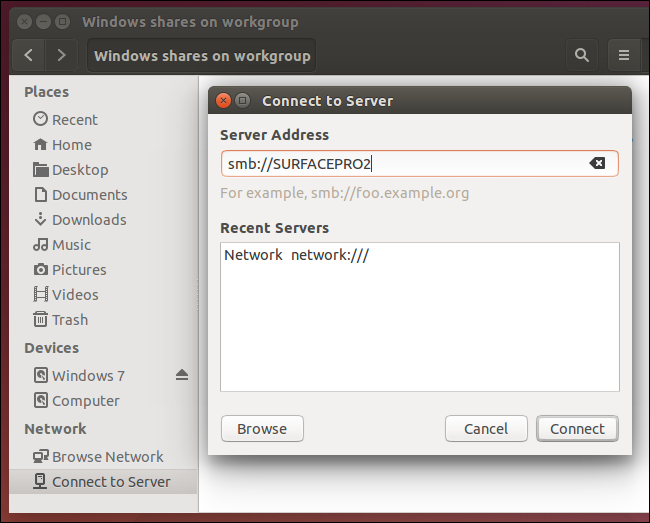 Windows shares on workgroup
Windows shares on workgroup
Places
Recent
Home
Desktop
Documents
Downloads
Music
Pictures
Videos
Trash
Devices
Windows 7
Computer
Network
Browse Network
Connect to Server
Connect to Server
Server Address
smb://SURFACEPRO2
For example, smb://foo.example.org
Recent Servers
Network network:///
Browse
Cancel
Connect